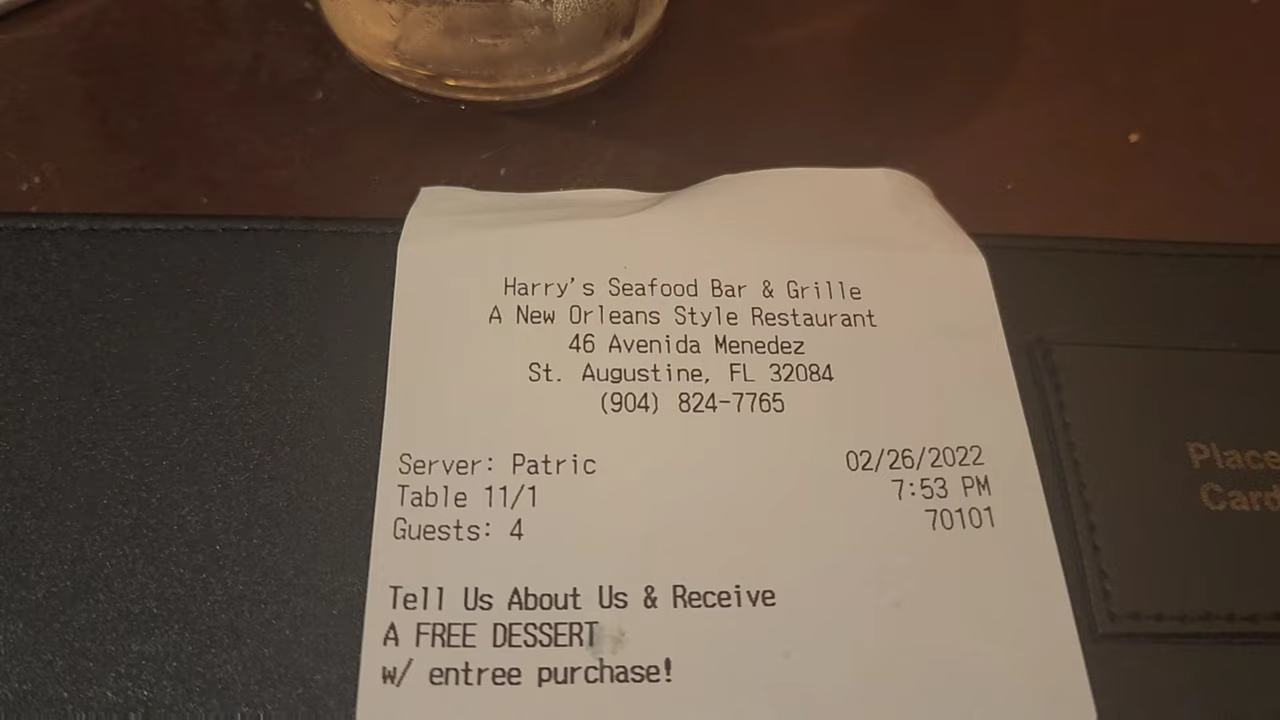 Harry's Seafood Bar & Grille
A New Orleans Style Restaurant
46 Avenida Menedez
St. Augustine, FL 32084
(904) 824-7765
Server: Patric
02/26/2022
Table 11/1
7:53 PM
Guests: 4
70101
Tell Us About Us & Receive
A FREE DESSERT
w/ entree purchase!
Place
Card